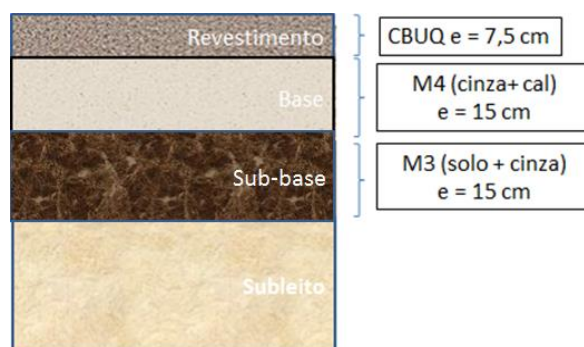 Revestimento
CBUQ e = 7,5 cm
Base
M4 (cinza+ cal)
e = 15 cm
Sub-base
M3 (solo + cinza)
e = 15 cm
Subleito